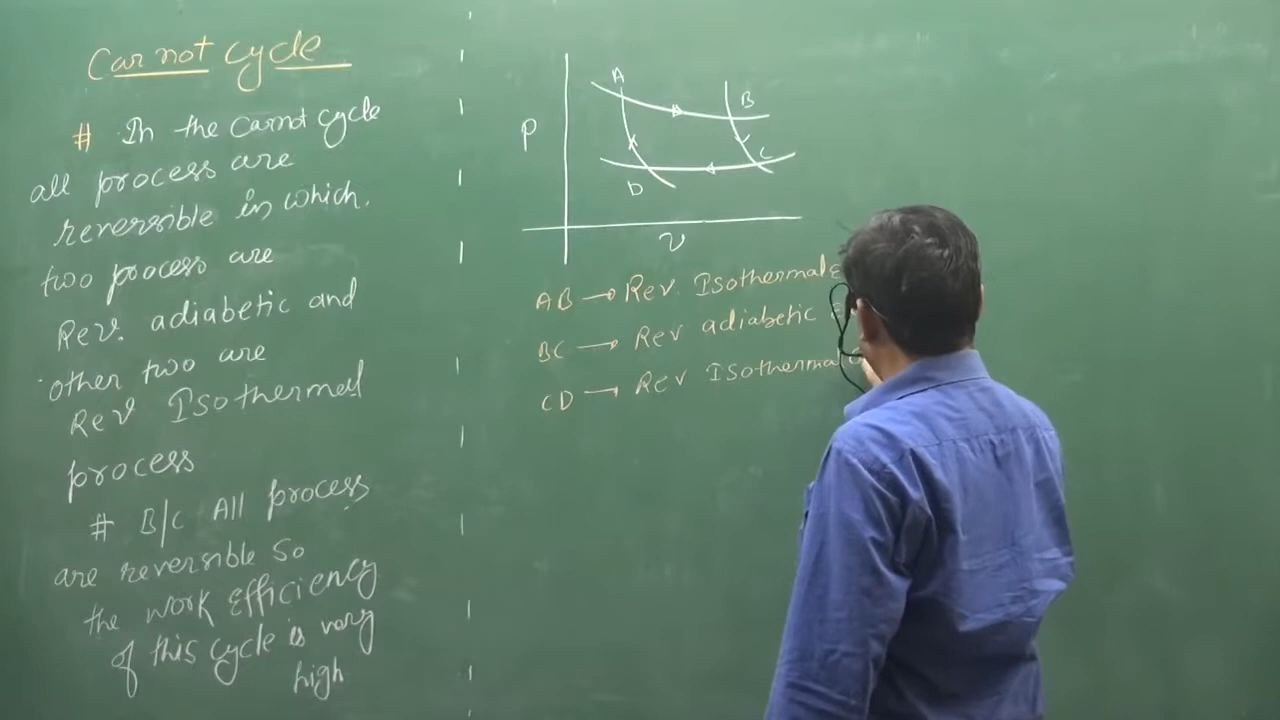 Carnot cycle
# In the Carnot cycle
all process are
reversible in which.
two process are
Rev. adiabetic and
other two are
Rev Isothermal
process
# B/c All process
are reversible so
the work efficiency
of this cycle is vary
high
P
A
B
C
D
v
AB → Rev. Isothermal E
BC → Rev adiabetic
CD → Rev Isothermal